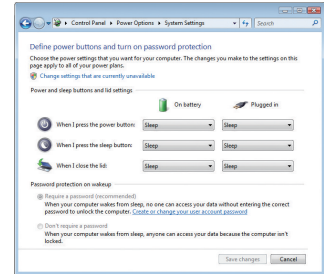 Control Panel ▸ Power Options ▸ System Settings
Search
Define power buttons and turn on password protection
Choose the power settings that you want for your computer. The changes you make to the settings on this
page apply to all of your power plans.
Change settings that are currently unavailable
Power and sleep buttons and lid settings
On battery Plugged in
When I press the power button: Sleep Sleep
When I press the sleep button: Sleep Sleep
When I close the lid: Sleep Sleep
Password protection on wakeup
Require a password (recommended)
When your computer wakes from sleep, no one can access your data without entering the correct
password to unlock the computer. Create or change your user account password
Don't require a password
When your computer wakes from sleep, anyone can access your data because the computer isn't
locked.
Save changes Cancel